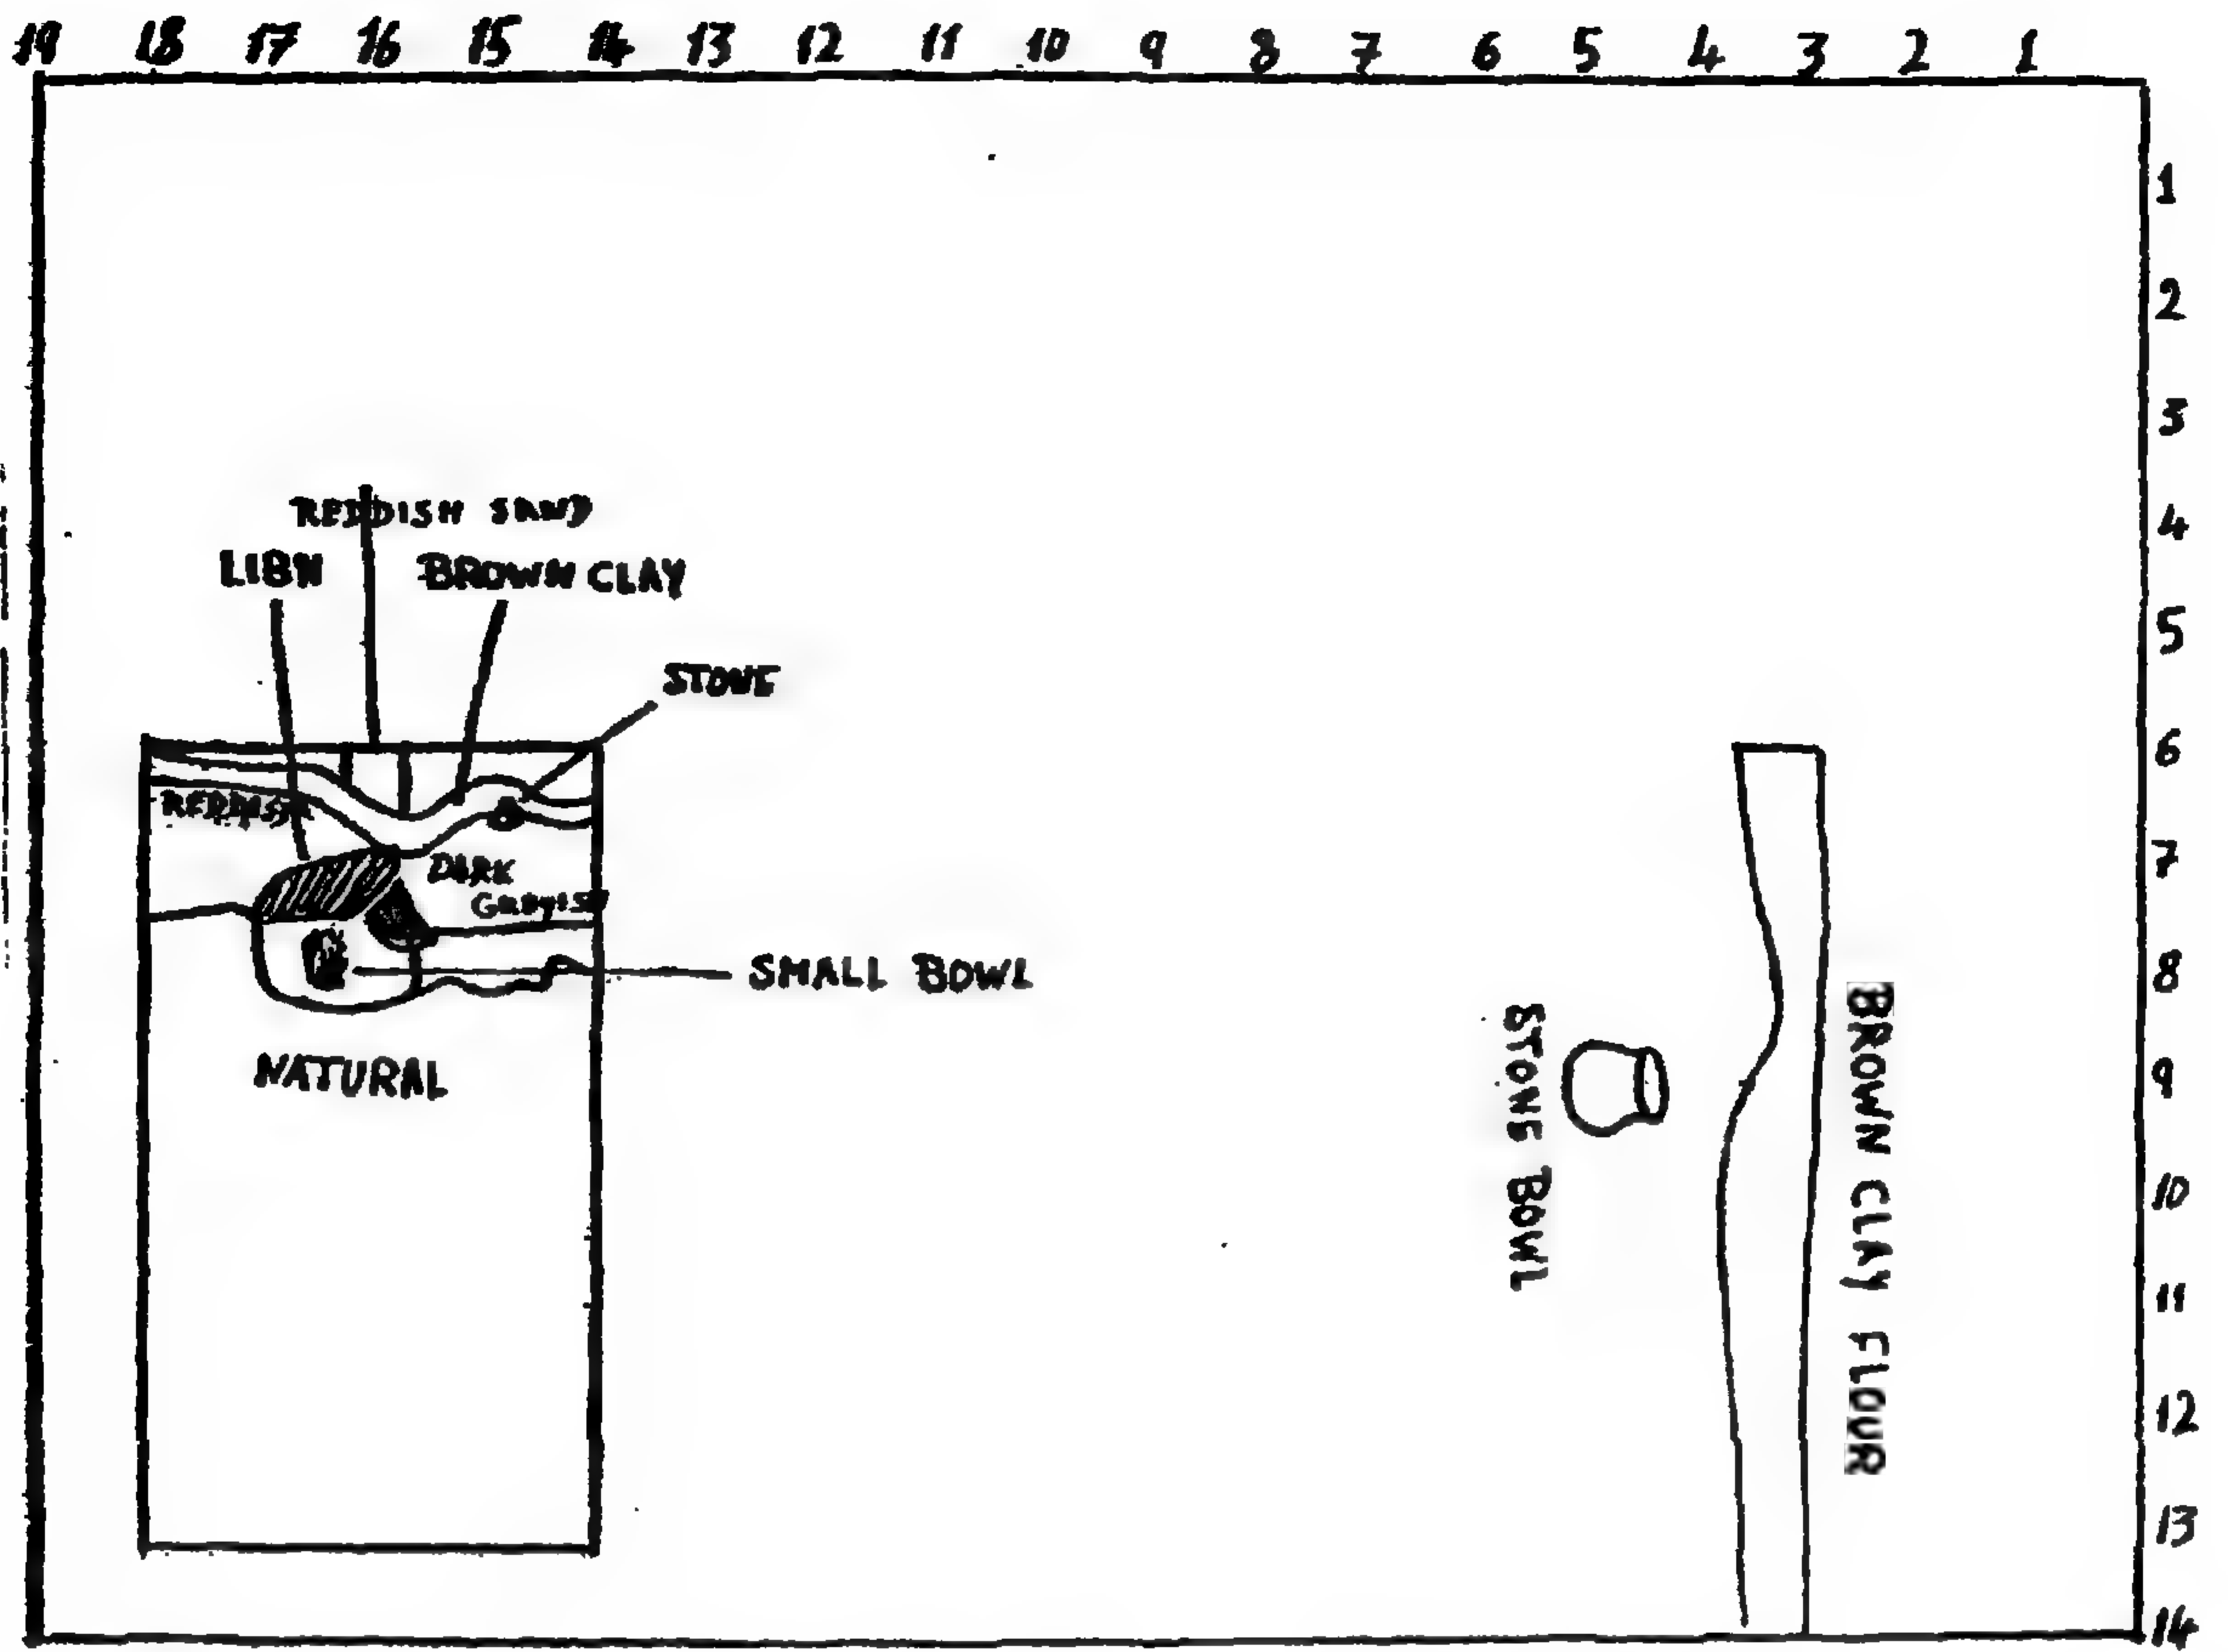 19 18 17 16 15 14 13 12 11 10 9 8 7 6 5 4 3 2 1
1
2
3
4
5
6
7
8
9
10
11
12
13
14
REDDISH SAND
LIBN
BROWN CLAY
STONE
REDDISH
DARK
GREYISH
SMALL BOWL
NATURAL
STONE BOWL
BROWN CLAY FLOUR